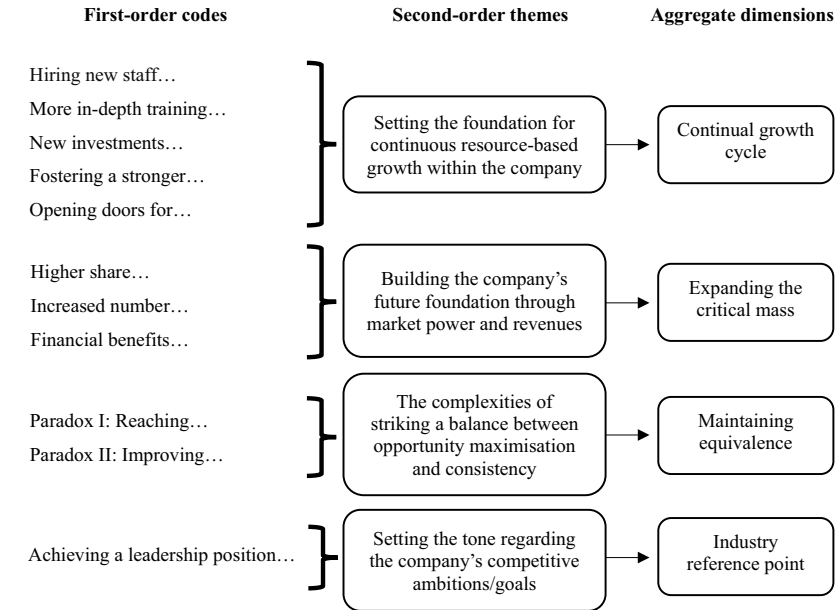 First-order codes
Second-order themes
Aggregate dimensions
Hiring new staff…
More in-depth training…
New investments…
Fostering a stronger…
Opening doors for…
Setting the foundation for
continuous resource-based
growth within the company
Continual growth
cycle
Higher share…
Increased number…
Financial benefits…
Building the company’s
future foundation through
market power and revenues
Expanding the
critical mass
Paradox I: Reaching…
Paradox II: Improving…
The complexities of
striking a balance between
opportunity maximisation
and consistency
Maintaining
equivalence
Achieving a leadership position…
Setting the tone regarding
the company’s competitive
ambitions/goals
Industry
reference point